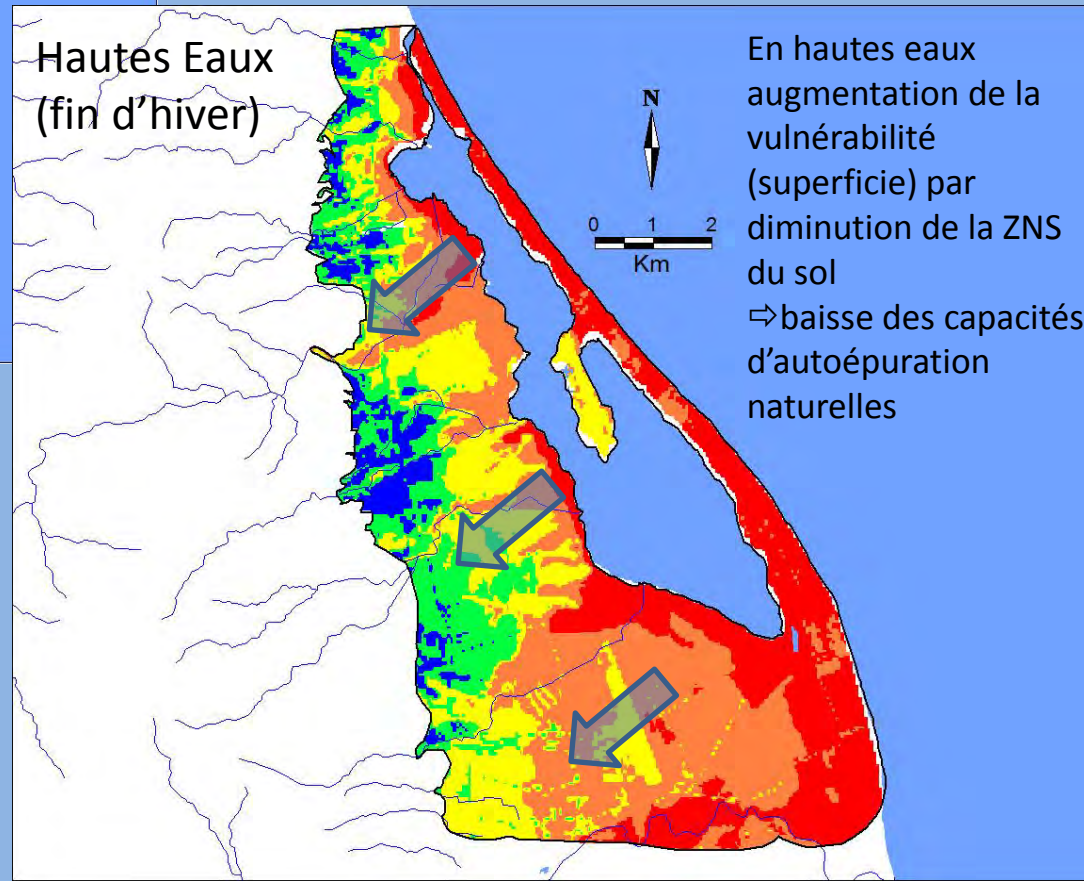 Hautes Eaux
(fin d’hiver)
N
0 1 2
Km
En hautes eaux
augmentation de la
vulnérabilité
(superficie) par
diminution de la ZNS
du sol
⇨baisse des capacités
d’autoépuration
naturelles